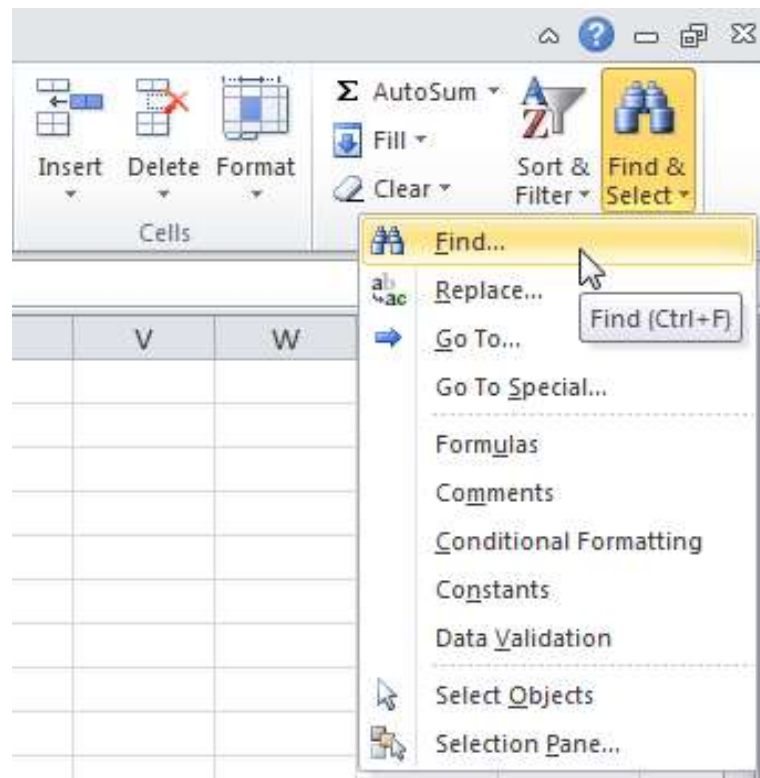 Σ AutoSum
Fill
Clear
Insert Delete Format
Sort & Filter
Find & Select
Cells
Find...
Replace...
Find (Ctrl+F)
Go To...
Go To Special...
Formulas
Comments
Conditional Formatting
Constants
Data Validation
Select Objects
Selection Pane...
V W